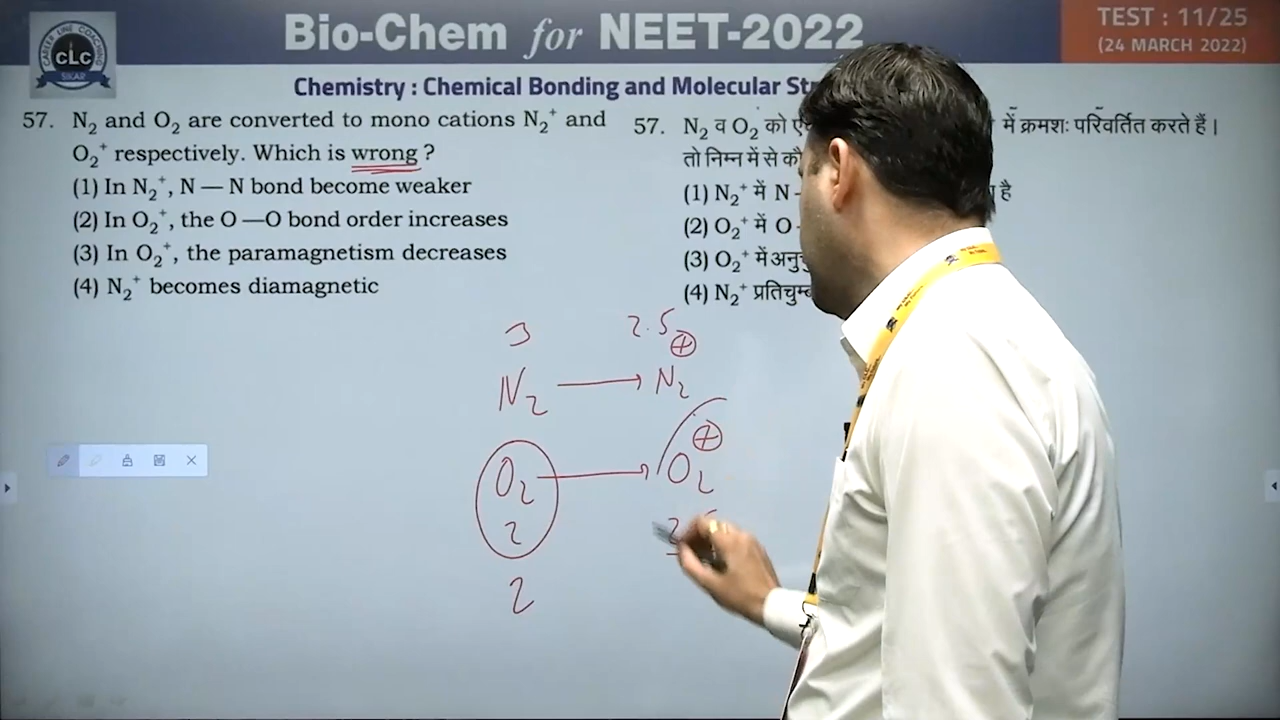 Bio-Chem for NEET-2022
TEST : 11/25
(24 MARCH 2022)
CAREER LINE COACHING
CLC
SIKAR
Chemistry : Chemical Bonding and Molecular
57. N₂ and O₂ are converted to mono cations N₂⁺ and
O₂⁺ respectively. Which is wrong ?
(1) In N₂⁺, N — N bond become weaker
(2) In O₂⁺, the O —O bond order increases
(3) In O₂⁺, the paramagnetism decreases
(4) N₂⁺ becomes diamagnetic
57. N₂ व O₂ को में क्रमशः परिवर्तित करते हैं।
तो निम्न में से
(1) N₂⁺ में N है
(2) O₂⁺ में O
(3) O₂⁺ में
(4) N₂⁺
3 2.5
N₂ → N₂ ⊕
O₂ → O₂ ⊕
2
2